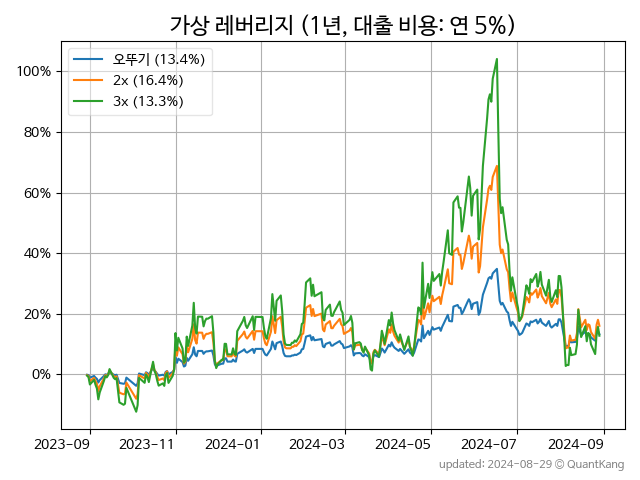 가상 레버리지 (1년, 대출 비용: 연 5%)
오뚜기 (13.4%)
2x (16.4%)
3x (13.3%)
100%
80%
60%
40%
20%
0%
2023-09 2023-11 2024-01 2024-03 2024-05 2024-07 2024-09
updated: 2024-08-29 © QuantKang